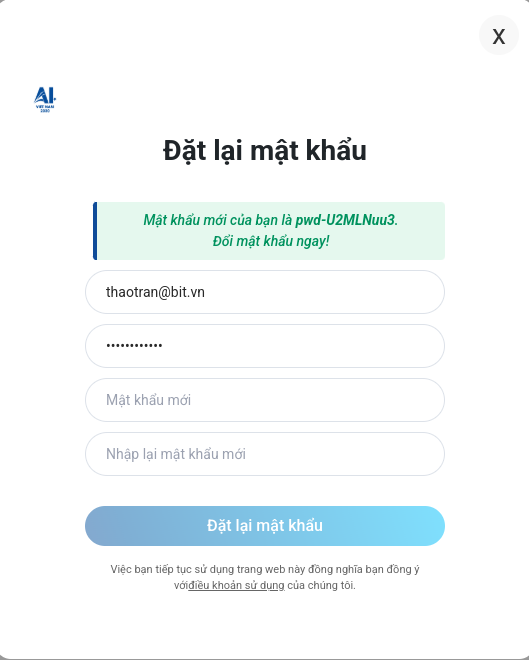 X
AI
VIET NAM
2030
Đặt lại mật khẩu
Mật khẩu mới của bạn là pwd-U2MLNuu3.
Đổi mật khẩu ngay!
thaotran@bit.vn
••••••••••••
Mật khẩu mới
Nhập lại mật khẩu mới
Đặt lại mật khẩu
Việc bạn tiếp tục sử dụng trang web này đồng nghĩa bạn đồng ý
vớiđiều khoản sử dụng của chúng tôi.